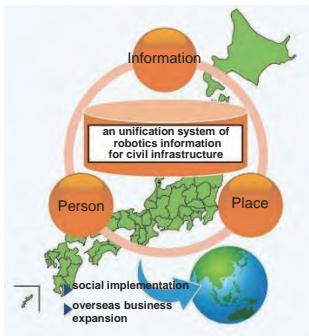 Information
an unification system of
robotics information
for civil infrastructure
Person
Place
social implementation
overseas business
expansion